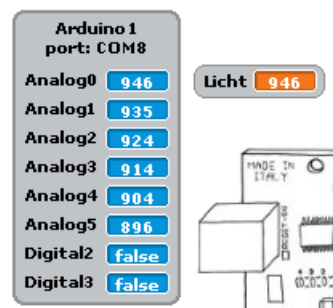 Arduino 1
port: COM8
Analog0 946
Analog1 935
Analog2 924
Analog3 914
Analog4 904
Analog5 896
Digital2 false
Digital3 false
Licht 946
MADE IN
ITALY